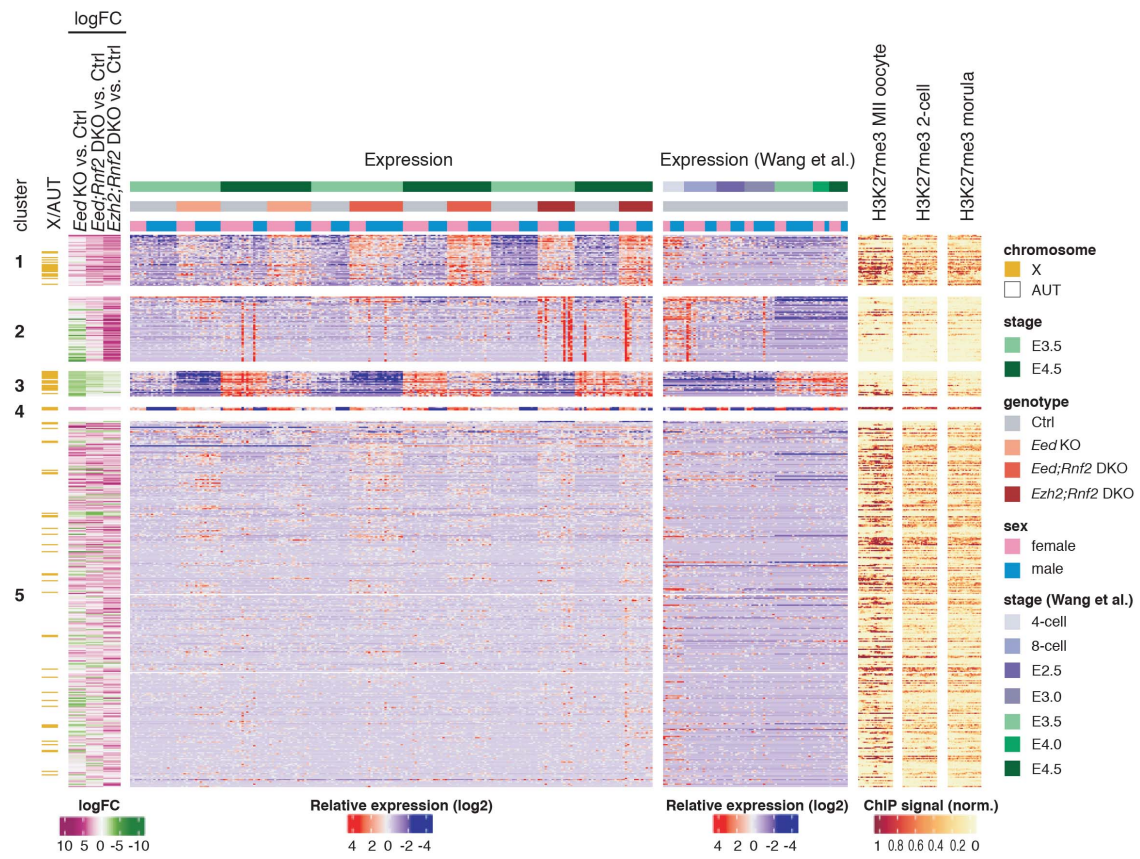 logFC
Eed KO vs. Ctrl
Eed;Rnf2 DKO vs. Ctrl
Ezh2;Rnf2 DKO vs. Ctrl
cluster
X/AUT
Expression
Expression (Wang et al.)
H3K27me3 MII oocyte
H3K27me3 2-cell
H3K27me3 morula
1
2
3
4
5
chromosome
X
AUT
stage
E3.5
E4.5
genotype
Ctrl
Eed KO
Eed;Rnf2 DKO
Ezh2;Rnf2 DKO
sex
female
male
stage (Wang et al.)
4-cell
8-cell
E2.5
E3.0
E3.5
E4.0
E4.5
logFC
10 5 0 -5 -10
Relative expression (log2)
4 2 0 -2 -4
Relative expression (log2)
4 2 0 -2 -4
ChIP signal (norm.)
1 0.8 0.6 0.4 0.2 0